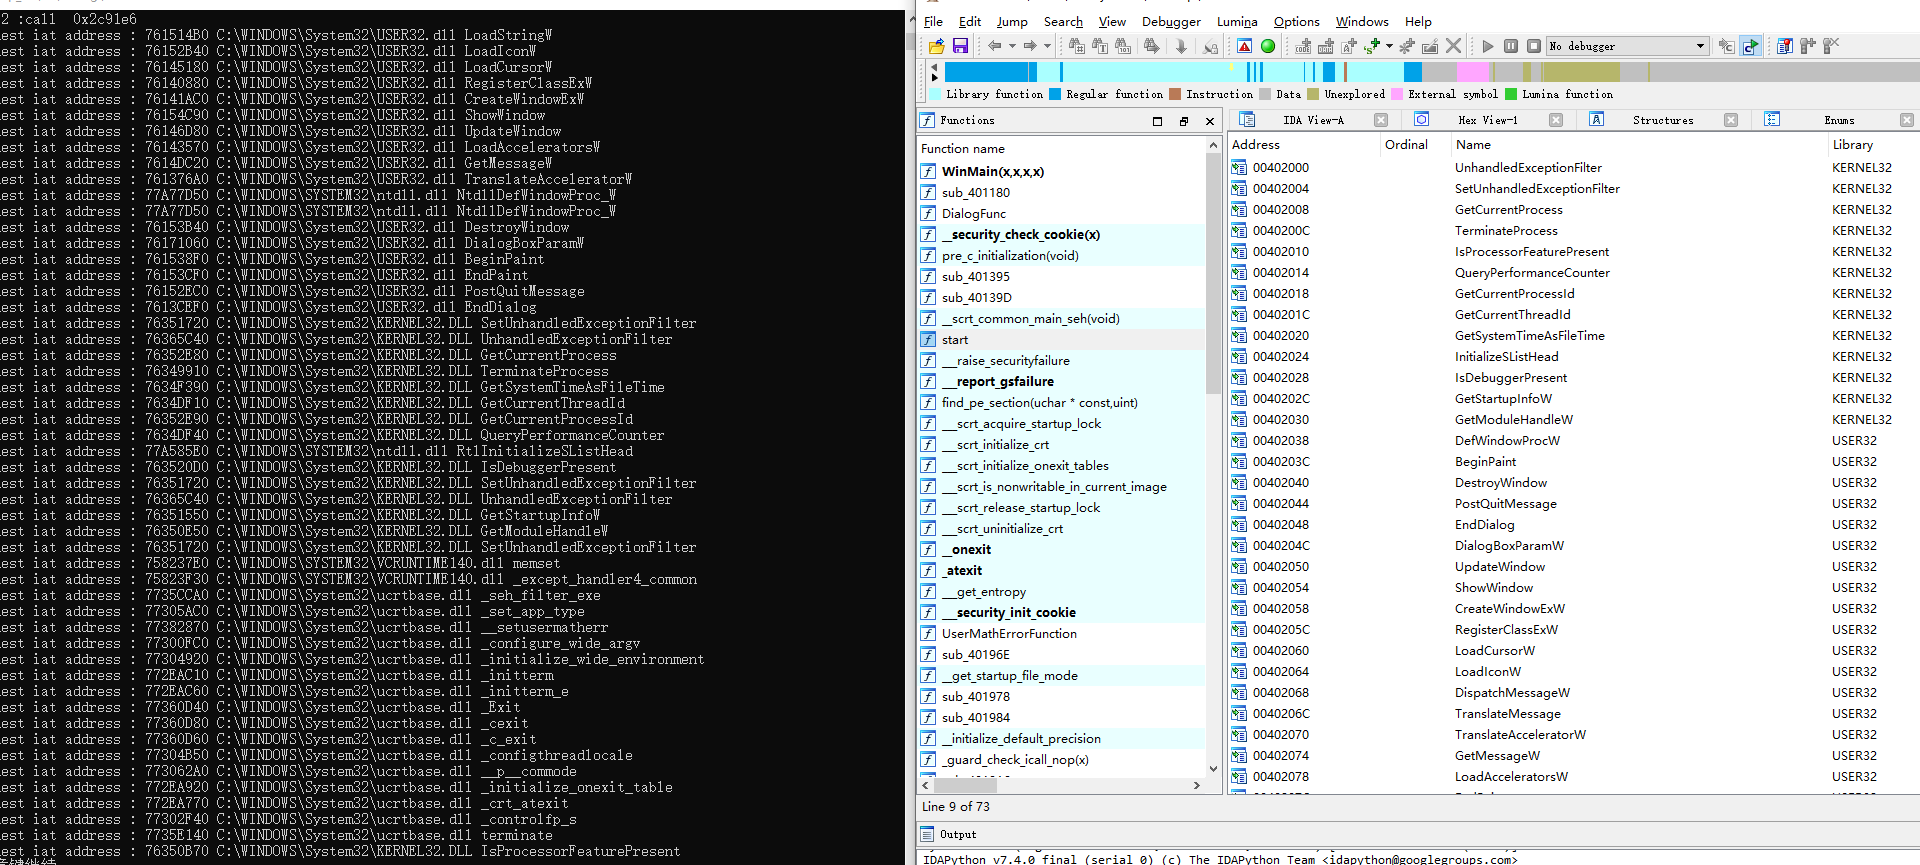 2 :call  0x2c91e6
est iat address : 761514B0 C:\WINDOWS\System32\USER32.dll LoadStringW
est iat address : 76152B40 C:\WINDOWS\System32\USER32.dll LoadIconW
est iat address : 76145180 C:\WINDOWS\System32\USER32.dll LoadCursorW
est iat address : 76140880 C:\WINDOWS\System32\USER32.dll RegisterClassExW
est iat address : 76141AC0 C:\WINDOWS\System32\USER32.dll CreateWindowExW
est iat address : 76154C90 C:\WINDOWS\System32\USER32.dll ShowWindow
est iat address : 76146D80 C:\WINDOWS\System32\USER32.dll UpdateWindow
est iat address : 76143570 C:\WINDOWS\System32\USER32.dll LoadAcceleratorsW
est iat address : 7614DC20 C:\WINDOWS\System32\USER32.dll GetMessageW
est iat address : 761376A0 C:\WINDOWS\System32\USER32.dll TranslateAcceleratorW
est iat address : 77A77D50 C:\WINDOWS\SYSTEM32\ntdll.dll NtdllDefWindowProc_W
est iat address : 77A77D50 C:\WINDOWS\SYSTEM32\ntdll.dll NtdllDefWindowProc_W
est iat address : 76153B40 C:\WINDOWS\System32\USER32.dll DestroyWindow
est iat address : 76171060 C:\WINDOWS\System32\USER32.dll DialogBoxParamW
est iat address : 761538F0 C:\WINDOWS\System32\USER32.dll BeginPaint
est iat address : 76153CF0 C:\WINDOWS\System32\USER32.dll EndPaint
est iat address : 76152EC0 C:\WINDOWS\System32\USER32.dll PostQuitMessage
est iat address : 7613CEF0 C:\WINDOWS\System32\USER32.dll EndDialog
est iat address : 76351720 C:\WINDOWS\System32\KERNEL32.DLL SetUnhandledExceptionFilter
est iat address : 76365C40 C:\WINDOWS\System32\KERNEL32.DLL UnhandledExceptionFilter
est iat address : 76352E80 C:\WINDOWS\System32\KERNEL32.DLL GetCurrentProcess
est iat address : 76349910 C:\WINDOWS\System32\KERNEL32.DLL TerminateProcess
est iat address : 7634F390 C:\WINDOWS\System32\KERNEL32.DLL GetSystemTimeAsFileTime
est iat address : 7634DF10 C:\WINDOWS\System32\KERNEL32.DLL GetCurrentThreadId
est iat address : 76352E90 C:\WINDOWS\System32\KERNEL32.DLL GetCurrentProcessId
est iat address : 7634DF40 C:\WINDOWS\System32\KERNEL32.DLL QueryPerformanceCounter
est iat address : 77A585E0 C:\WINDOWS\SYSTEM32\ntdll.dll RtlInitializeSListHead
est iat address : 763520D0 C:\WINDOWS\System32\KERNEL32.DLL IsDebuggerPresent
est iat address : 76351720 C:\WINDOWS\System32\KERNEL32.DLL SetUnhandledExceptionFilter
est iat address : 76365C40 C:\WINDOWS\System32\KERNEL32.DLL UnhandledExceptionFilter
est iat address : 76351550 C:\WINDOWS\System32\KERNEL32.DLL GetStartupInfoW
est iat address : 76350E50 C:\WINDOWS\System32\KERNEL32.DLL GetModuleHandleW
est iat address : 76351720 C:\WINDOWS\System32\KERNEL32.DLL SetUnhandledExceptionFilter
est iat address : 758237E0 C:\WINDOWS\SYSTEM32\VCRUNTIME140.dll memset
est iat address : 75823F30 C:\WINDOWS\SYSTEM32\VCRUNTIME140.dll _except_handler4_common
est iat address : 7735CCA0 C:\WINDOWS\System32\ucrtbase.dll _seh_filter_exe
est iat address : 77305AC0 C:\WINDOWS\System32\ucrtbase.dll _set_app_type
est iat address : 77382870 C:\WINDOWS\System32\ucrtbase.dll __setusermatherr
est iat address : 77300FC0 C:\WINDOWS\System32\ucrtbase.dll _configure_wide_argv
est iat address : 77304920 C:\WINDOWS\System32\ucrtbase.dll _initialize_wide_environment
est iat address : 772EAC10 C:\WINDOWS\System32\ucrtbase.dll _initterm
est iat address : 772EAC60 C:\WINDOWS\System32\ucrtbase.dll _initterm_e
est iat address : 77360D40 C:\WINDOWS\System32\ucrtbase.dll _Exit
est iat address : 77360D80 C:\WINDOWS\System32\ucrtbase.dll _cexit
est iat address : 77360D60 C:\WINDOWS\System32\ucrtbase.dll _c_exit
est iat address : 77304B50 C:\WINDOWS\System32\ucrtbase.dll _configthreadlocale
est iat address : 773062A0 C:\WINDOWS\System32\ucrtbase.dll __p__commode
est iat address : 772EA920 C:\WINDOWS\System32\ucrtbase.dll _initialize_onexit_table
est iat address : 772EA770 C:\WINDOWS\System32\ucrtbase.dll _crt_atexit
est iat address : 77302F40 C:\WINDOWS\System32\ucrtbase.dll _controlfp_s
est iat address : 7735E140 C:\WINDOWS\System32\ucrtbase.dll terminate
est iat address : 76350B70 C:\WINDOWS\System32\KERNEL32.DLL IsProcessorFeaturePresent
File Edit Jump Search View Debugger Lumina Options Windows Help
No debugger
Library function Regular function Instruction Data Unexplored External symbol Lumina function
Functions
Function name
WinMain(x,x,x,x)
sub_401180
DialogFunc
__security_check_cookie(x)
pre_c_initialization(void)
sub_401395
sub_40139D
__scrt_common_main_seh(void)
start
___raise_securityfailure
___report_gsfailure
find_pe_section(uchar * const,uint)
___scrt_acquire_startup_lock
___scrt_initialize_crt
___scrt_initialize_onexit_tables
___scrt_is_nonwritable_in_current_image
___scrt_release_startup_lock
___scrt_uninitialize_crt
__onexit
_atexit
___get_entropy
___security_init_cookie
UserMathErrorFunction
sub_40196E
__get_startup_file_mode
sub_401978
sub_401984
__initialize_default_precision
_guard_check_icall_nop(x)
Line 9 of 73
IDA View-A Hex View-1 Structures Enums
Address Ordinal Name Library
00402000 UnhandledExceptionFilter KERNEL32
00402004 SetUnhandledExceptionFilter KERNEL32
00402008 GetCurrentProcess KERNEL32
0040200C TerminateProcess KERNEL32
00402010 IsProcessorFeaturePresent KERNEL32
00402014 QueryPerformanceCounter KERNEL32
00402018 GetCurrentProcessId KERNEL32
0040201C GetCurrentThreadId KERNEL32
00402020 GetSystemTimeAsFileTime KERNEL32
00402024 InitializeSListHead KERNEL32
00402028 IsDebuggerPresent KERNEL32
0040202C GetStartupInfoW KERNEL32
00402030 GetModuleHandleW KERNEL32
00402038 DefWindowProcW USER32
0040203C BeginPaint USER32
00402040 DestroyWindow USER32
00402044 PostQuitMessage USER32
00402048 EndDialog USER32
0040204C DialogBoxParamW USER32
00402050 UpdateWindow USER32
00402054 ShowWindow USER32
00402058 CreateWindowExW USER32
0040205C RegisterClassExW USER32
00402060 LoadCursorW USER32
00402064 LoadIconW USER32
00402068 DispatchMessageW USER32
0040206C TranslateMessage USER32
00402070 TranslateAcceleratorW USER32
00402074 GetMessageW USER32
00402078 LoadAcceleratorsW USER32
Output
IDAPython v7.4.0 final (serial 0) (c) The IDAPython Team <idapython@googlegroups.com>